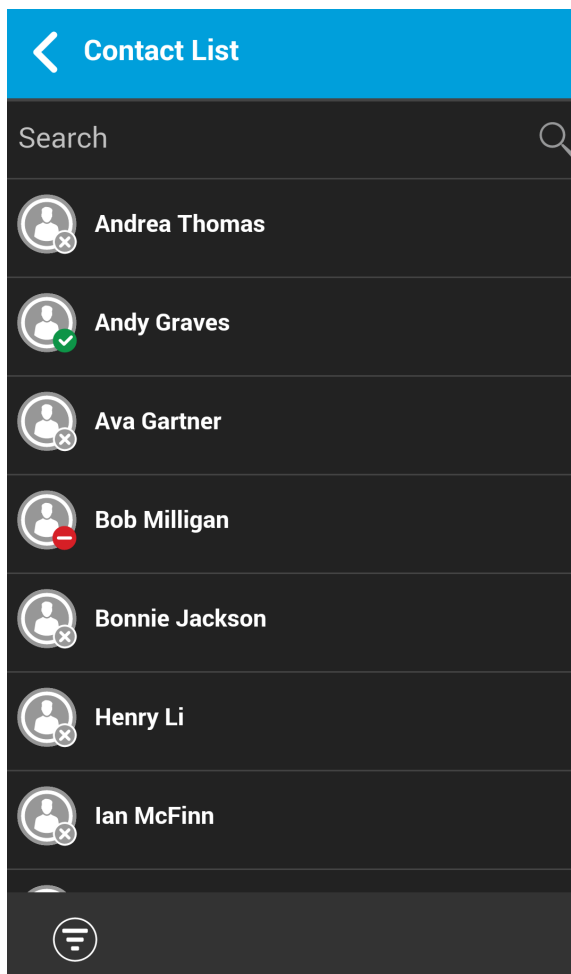 Contact List
Search
Andrea Thomas
Andy Graves
Ava Gartner
Bob Milligan
Bonnie Jackson
Henry Li
Ian McFinn